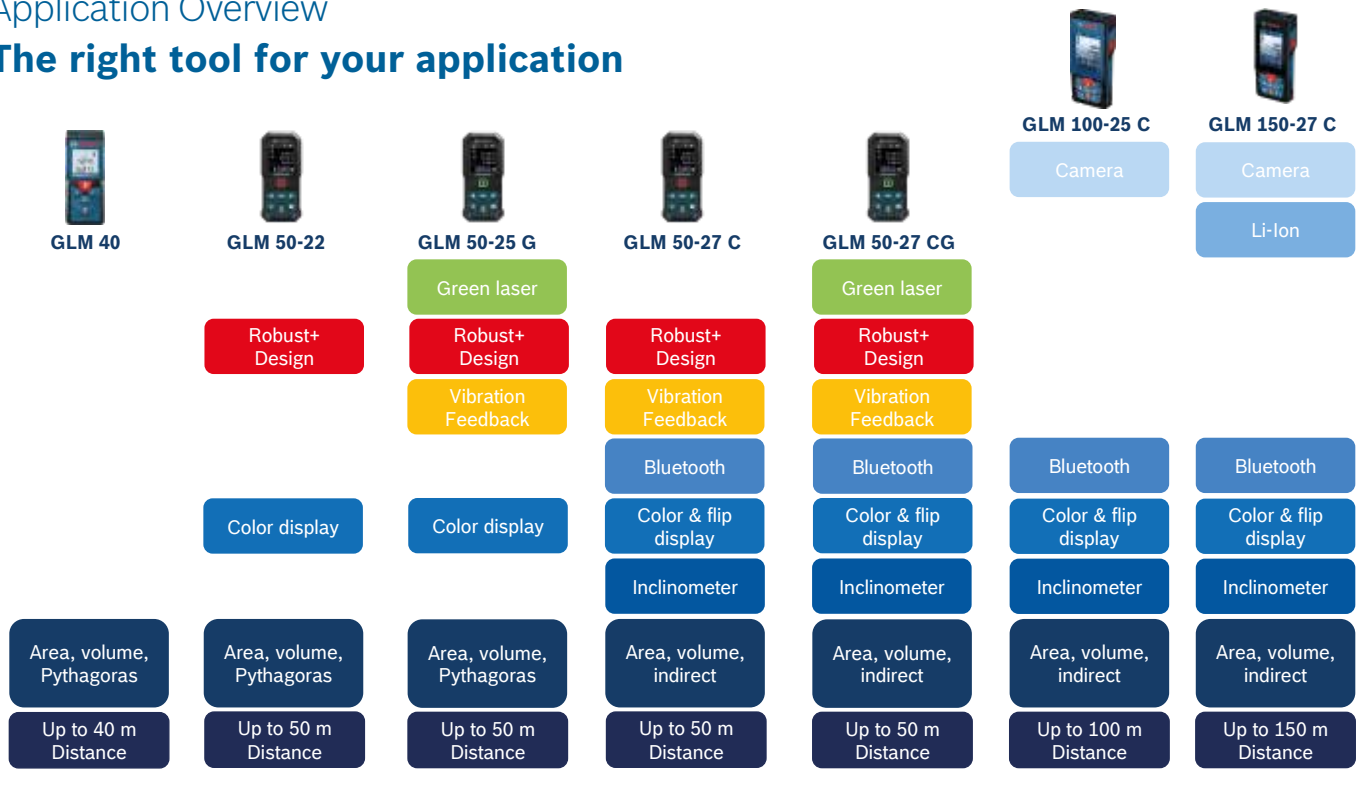 Application Overview
The right tool for your application
GLM 100-25 C
GLM 150-27 C
Camera
Camera
Li-Ion
GLM 40
GLM 50-22
GLM 50-25 G
GLM 50-27 C
GLM 50-27 CG
Green laser
Green laser
Robust+
Design
Robust+
Design
Robust+
Design
Robust+
Design
Vibration
Feedback
Vibration
Feedback
Vibration
Feedback
Bluetooth
Bluetooth
Bluetooth
Bluetooth
Color display
Color display
Color & flip
display
Color & flip
display
Color & flip
display
Color & flip
display
Inclinometer
Inclinometer
Inclinometer
Inclinometer
Area, volume,
Pythagoras
Area, volume,
Pythagoras
Area, volume,
Pythagoras
Area, volume,
indirect
Area, volume,
indirect
Area, volume,
indirect
Area, volume,
indirect
Up to 40 m
Distance
Up to 50 m
Distance
Up to 50 m
Distance
Up to 50 m
Distance
Up to 50 m
Distance
Up to 100 m
Distance
Up to 150 m
Distance